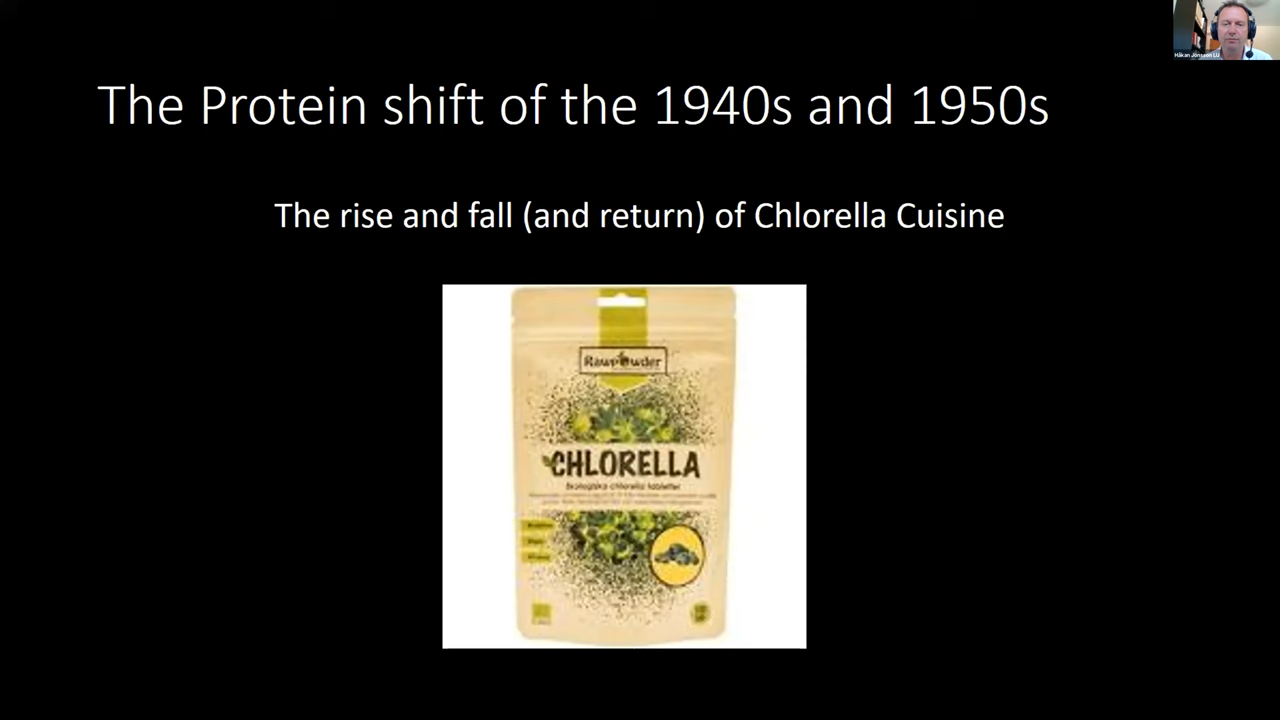 Håkan Jönsson LU
The Protein shift of the 1940s and 1950s
The rise and fall (and return) of Chlorella Cuisine
Rawpowder
CHLORELLA
Ekologiska chlorella tabletter